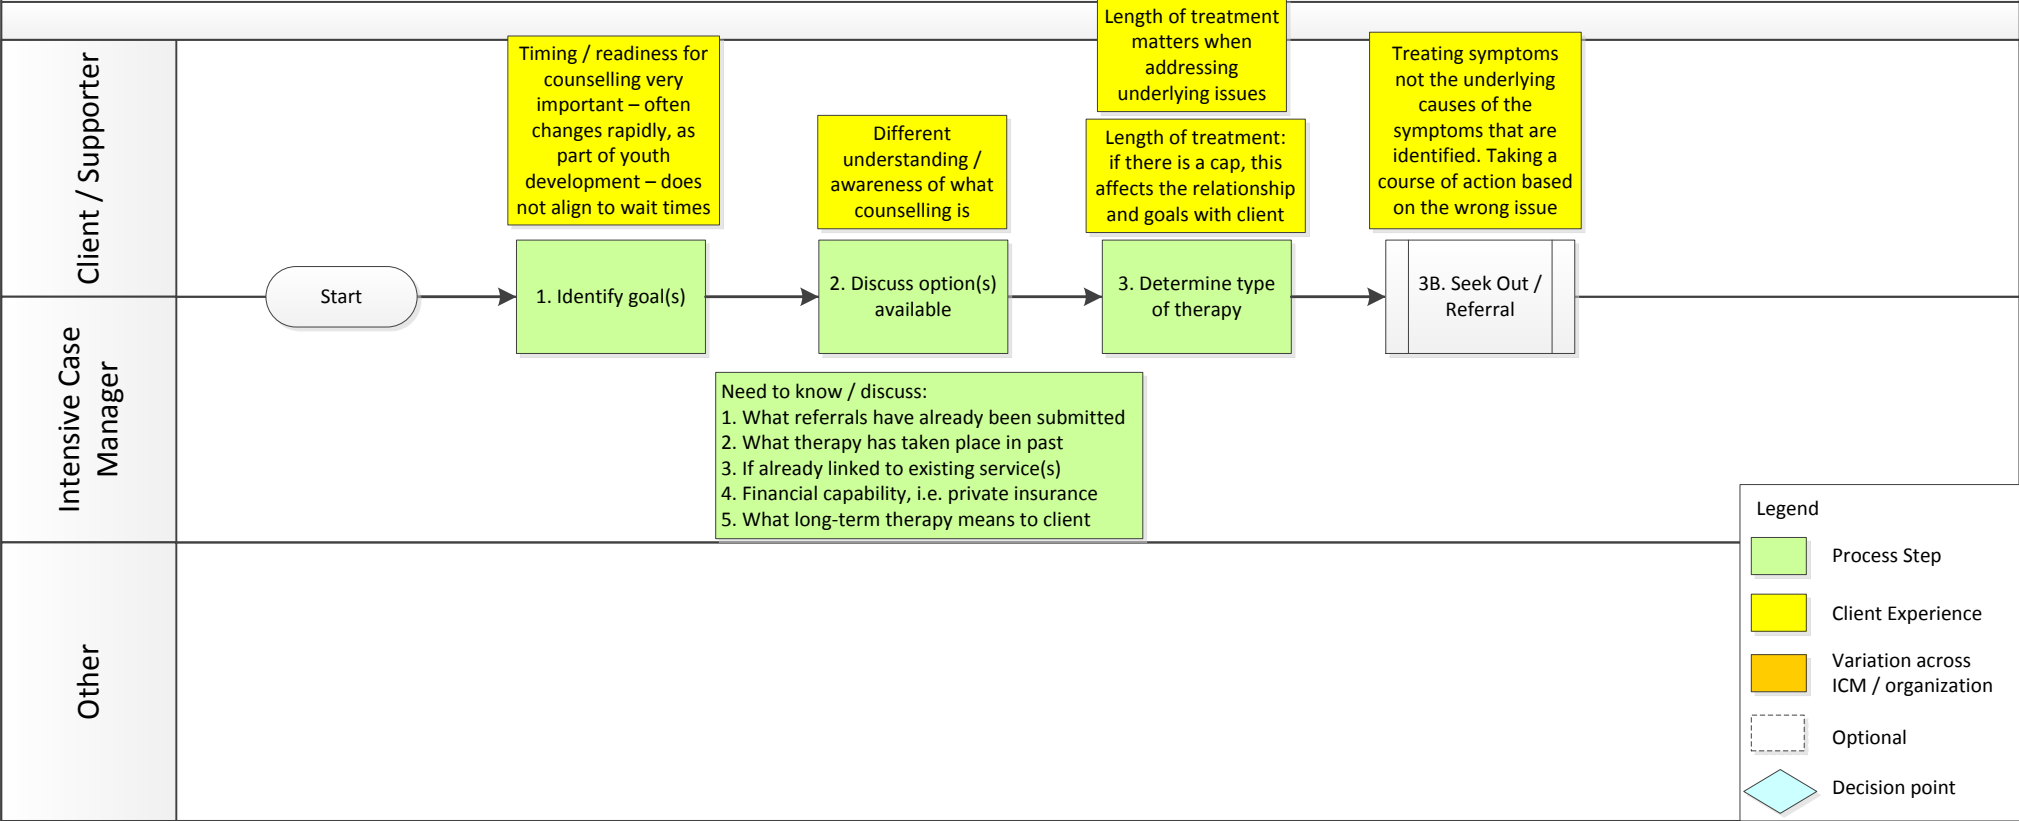 Client / Supporter
Timing / readiness for
counselling very
important – often
changes rapidly, as
part of youth
development – does
not align to wait times
Different
understanding /
awareness of what
counselling is
Length of treatment
matters when
addressing
underlying issues
Length of treatment:
if there is a cap, this
affects the relationship
and goals with client
Treating symptoms
not the underlying
causes of the
symptoms that are
identified. Taking a
course of action based
on the wrong issue
Start
1. Identify goal(s)
2. Discuss option(s)
available
3. Determine type
of therapy
3B. Seek Out /
Referral
Intensive Case
Manager
Need to know / discuss:
1. What referrals have already been submitted
2. What therapy has taken place in past
3. If already linked to existing service(s)
4. Financial capability, i.e. private insurance
5. What long-term therapy means to client
Other
Legend
Process Step
Client Experience
Variation across
ICM / organization
Optional
Decision point